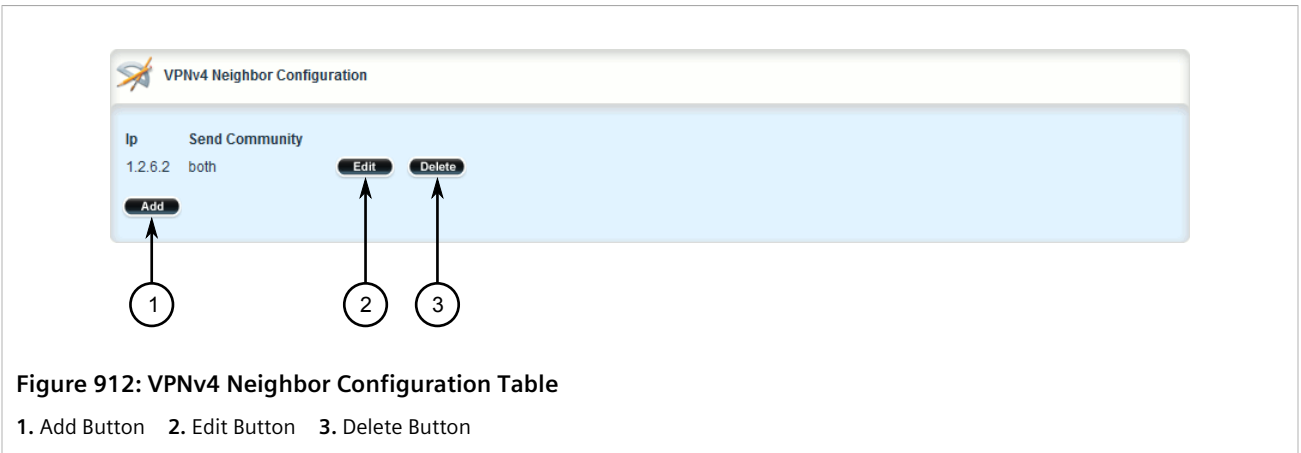 VPNv4 Neighbor Configuration
Ip Send Community
1.2.6.2 both Edit Delete
Add
1 2 3
Figure 912: VPNv4 Neighbor Configuration Table
1. Add Button 2. Edit Button 3. Delete Button